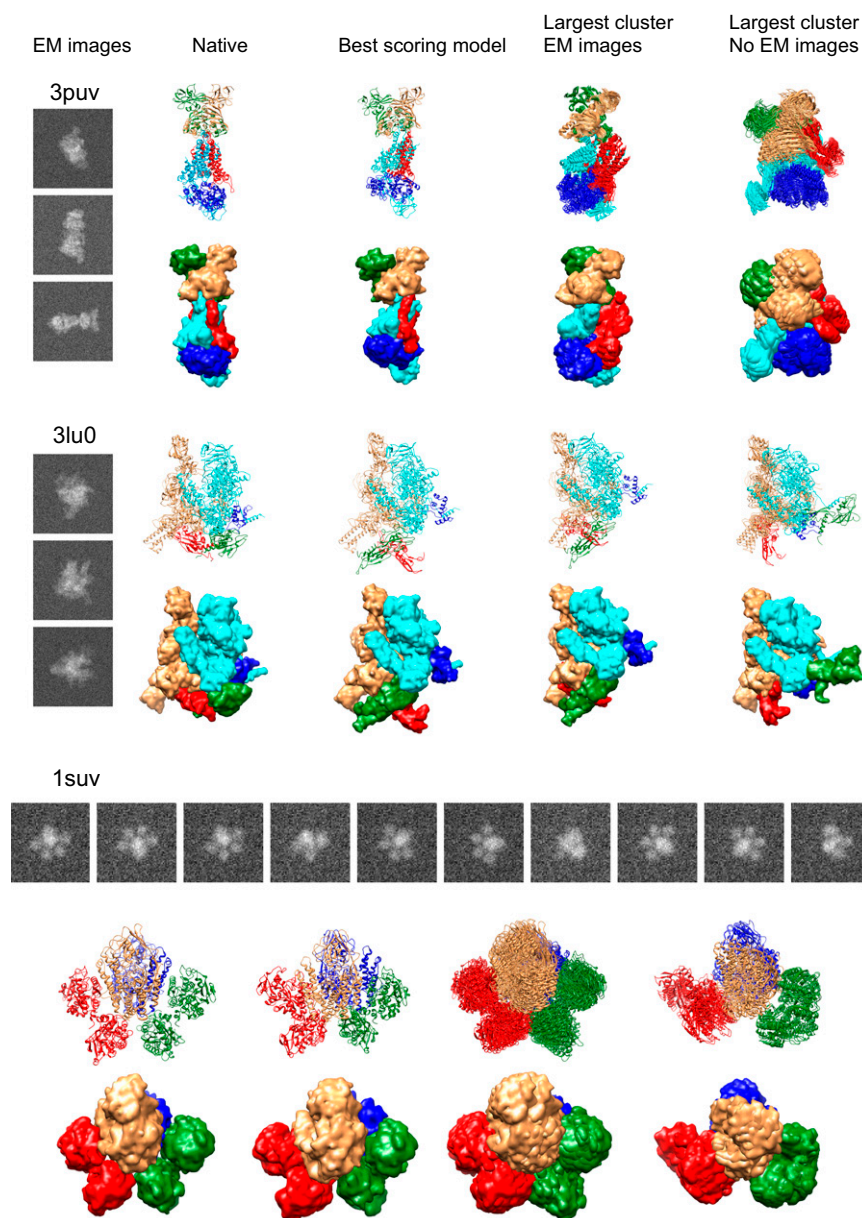 EM images
Native
Best scoring model
Largest cluster
EM images
Largest cluster
No EM images
3puv
3lu0
1suv